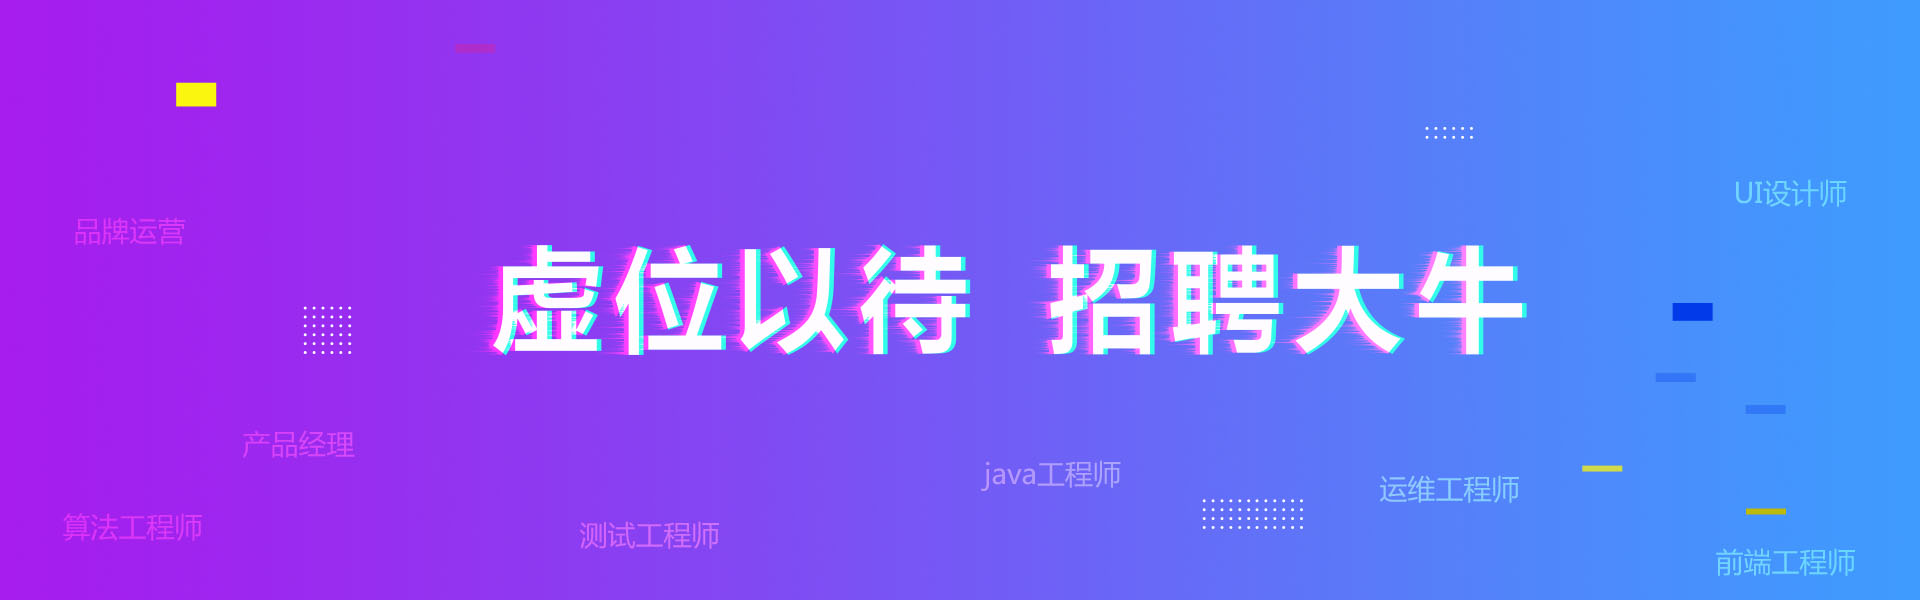 UI设计师
品牌运营
虚位以待 招聘大牛
产品经理
java工程师
运维工程师
算法工程师
测试工程师
前端工程师